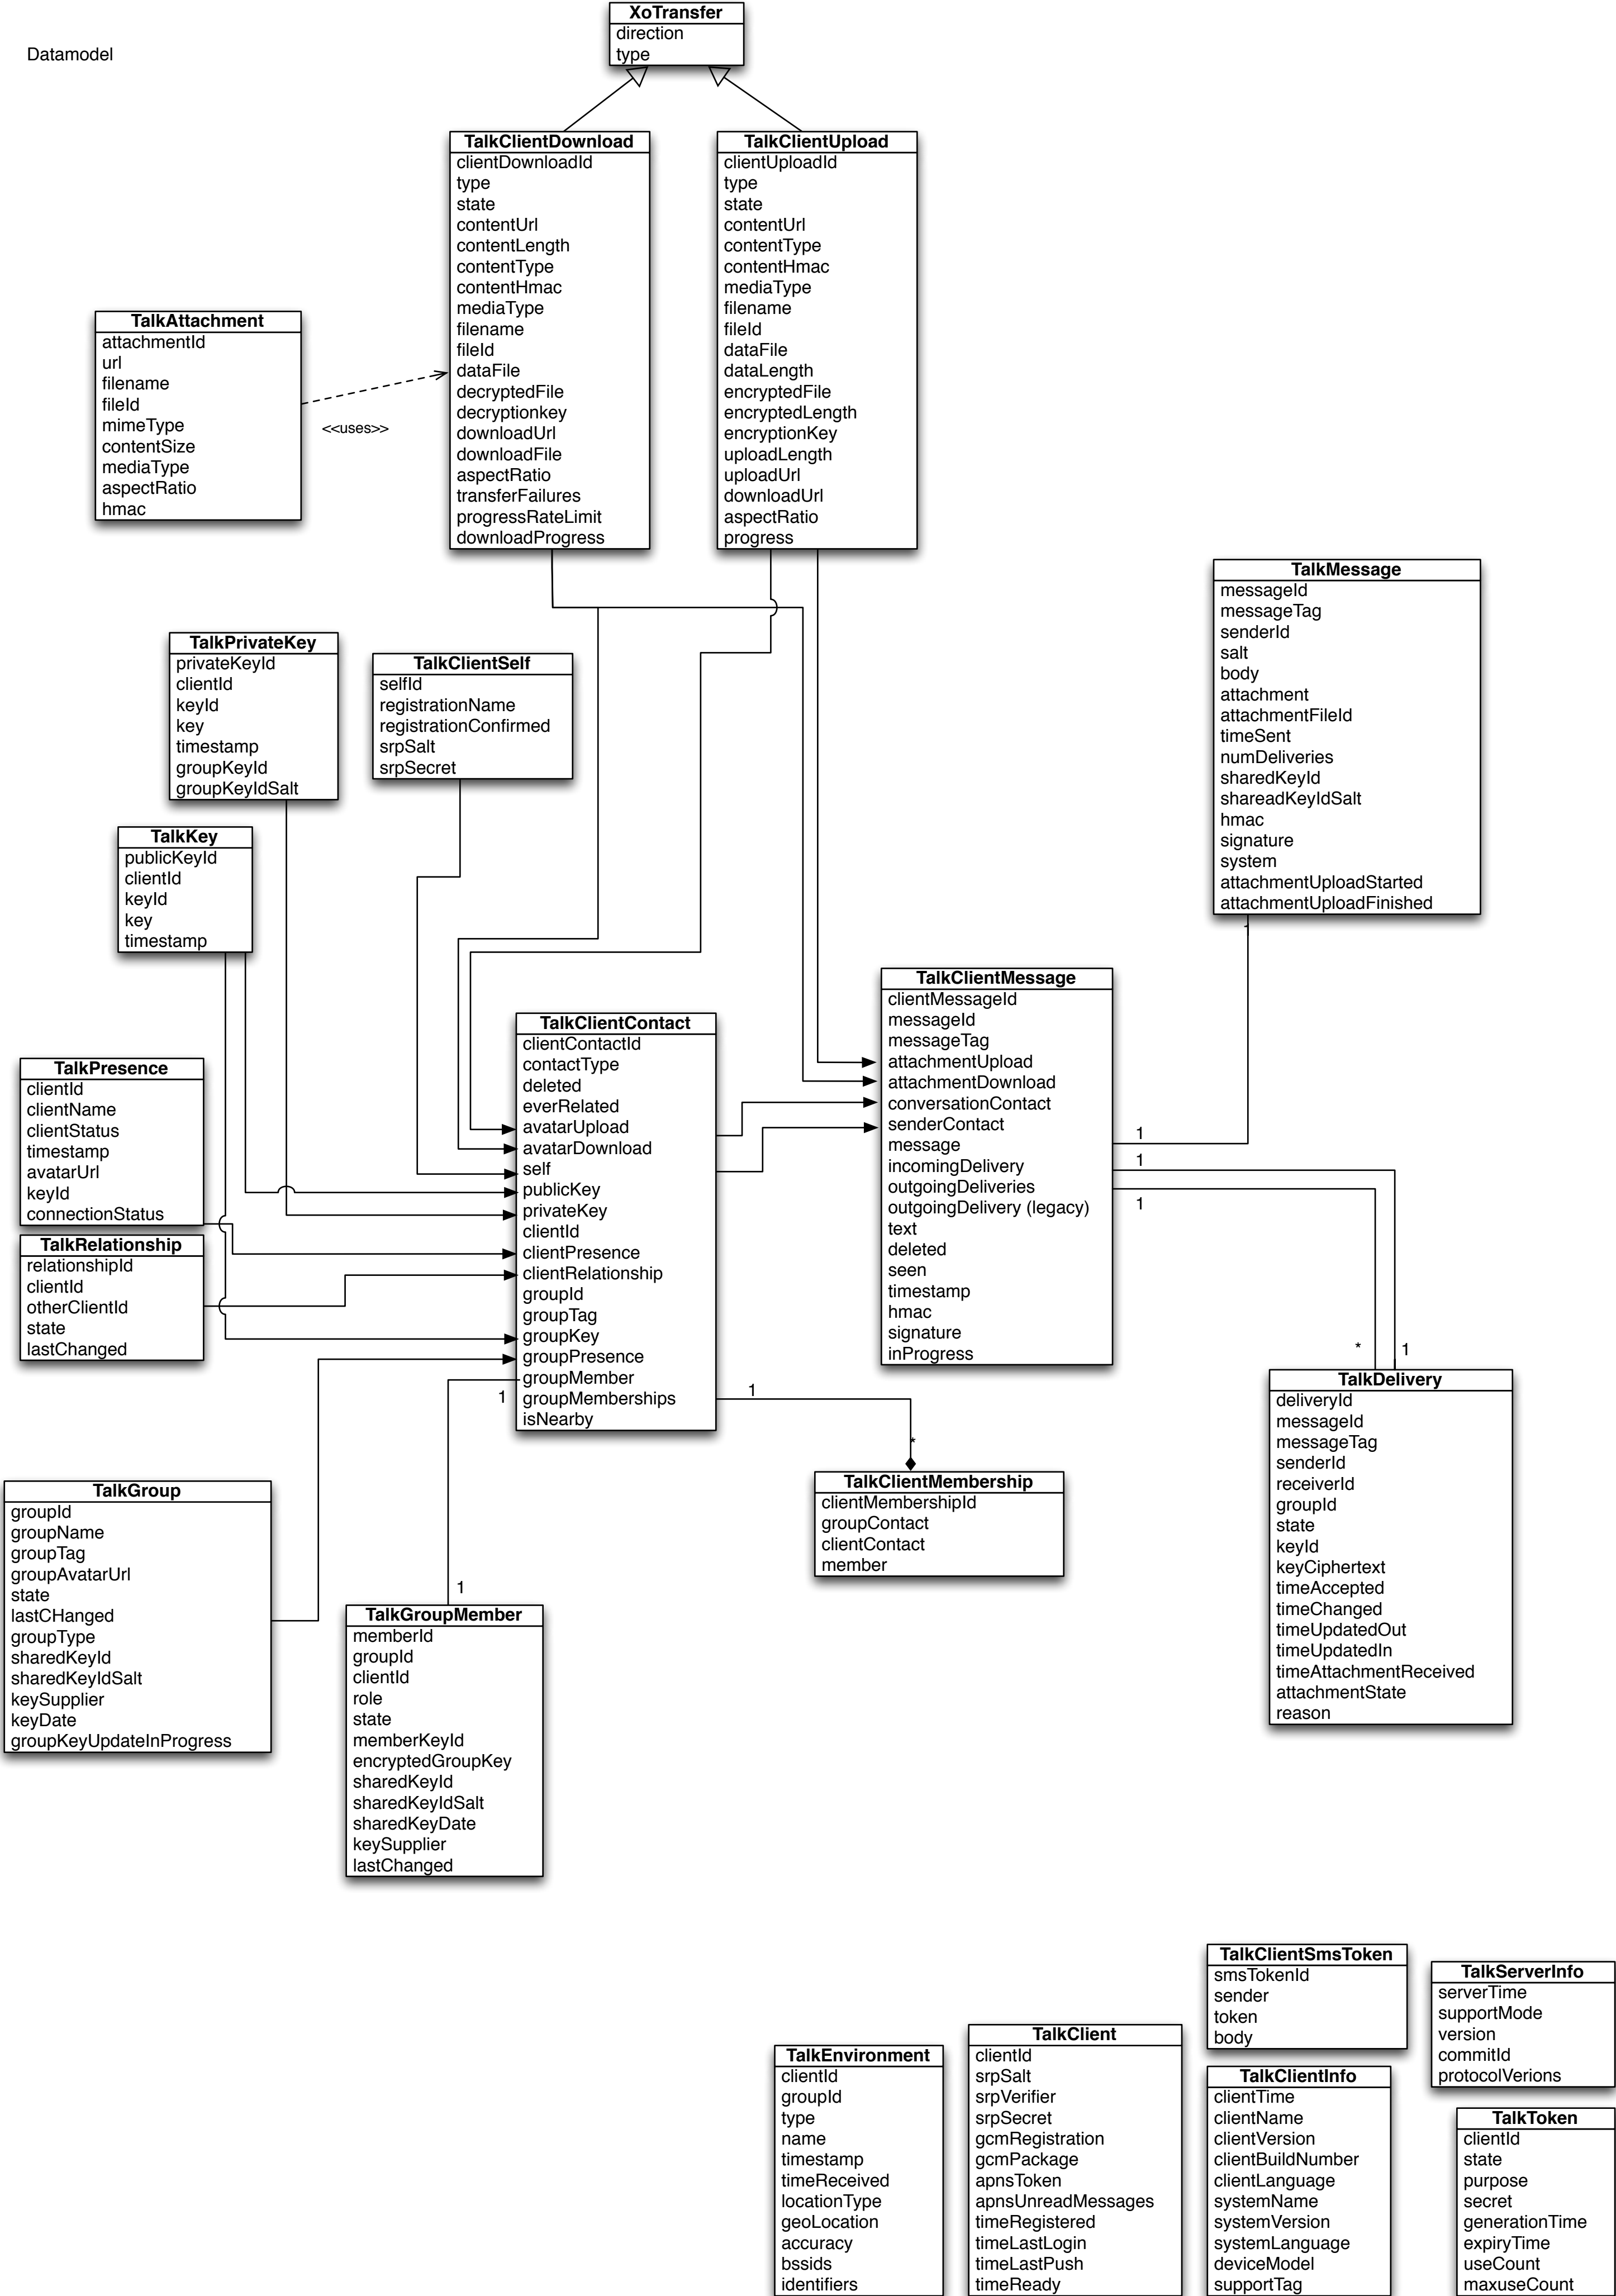 Datamodel
XoTransfer
direction
type
TalkClientDownload
clientDownloadId
type
state
contentUrl
contentLength
contentType
contentHmac
mediaType
filename
fileId
dataFile
decryptedFile
decryptionkey
downloadUrl
downloadFile
aspectRatio
transferFailures
progressRateLimit
downloadProgress
TalkClientUpload
clientUploadId
type
state
contentUrl
contentType
contentHmac
mediaType
filename
fileId
dataFile
dataLength
encryptedFile
encryptedLength
encryptionKey
uploadLength
uploadUrl
downloadUrl
aspectRatio
progress
TalkAttachment
attachmentId
url
filename
fileId
mimeType
contentSize
mediaType
aspectRatio
hmac
<<uses>>
TalkMessage
messageId
messageTag
senderId
salt
body
attachment
attachmentFileId
timeSent
numDeliveries
sharedKeyId
shareadKeyIdSalt
hmac
signature
system
attachmentUploadStarted
attachmentUploadFinished
1
TalkPrivateKey
privateKeyId
clientId
keyId
key
timestamp
groupKeyId
groupKeyIdSalt
TalkClientSelf
selfId
registrationName
registrationConfirmed
srpSalt
srpSecret
TalkKey
publicKeyId
clientId
keyId
key
timestamp
TalkClientMessage
clientMessageId
messageId
messageTag
attachmentUpload
attachmentDownload
conversationContact
senderContact
message
incomingDelivery
outgoingDeliveries
outgoingDelivery (legacy)
text
deleted
seen
timestamp
hmac
signature
inProgress
1
1
1
*
1
TalkClientContact
clientContactId
contactType
deleted
everRelated
avatarUpload
avatarDownload
self
publicKey
privateKey
clientId
clientPresence
clientRelationship
groupId
groupTag
groupKey
groupPresence
groupMember
groupMemberships
isNearby
1
1
*
1
TalkPresence
clientId
clientName
clientStatus
timestamp
avatarUrl
keyId
connectionStatus
TalkRelationship
relationshipId
clientId
otherClientId
state
lastChanged
TalkDelivery
deliveryId
messageId
messageTag
senderId
receiverId
groupId
state
keyId
keyCiphertext
timeAccepted
timeChanged
timeUpdatedOut
timeUpdatedIn
timeAttachmentReceived
attachmentState
reason
TalkClientMembership
clientMembershipId
groupContact
clientContact
member
TalkGroup
groupId
groupName
groupTag
groupAvatarUrl
state
lastCHanged
groupType
sharedKeyId
sharedKeyIdSalt
keySupplier
keyDate
groupKeyUpdateInProgress
TalkGroupMember
memberId
groupId
clientId
role
state
memberKeyId
encryptedGroupKey
sharedKeyId
sharedKeyIdSalt
sharedKeyDate
keySupplier
lastChanged
TalkClientSmsToken
smsTokenId
sender
token
body
TalkServerInfo
serverTime
supportMode
version
commitId
protocolVerions
TalkEnvironment
clientId
groupId
type
name
timestamp
timeReceived
locationType
geoLocation
accuracy
bssids
identifiers
TalkClient
clientId
srpSalt
srpVerifier
srpSecret
gcmRegistration
gcmPackage
apnsToken
apnsUnreadMessages
timeRegistered
timeLastLogin
timeLastPush
timeReady
TalkClientInfo
clientTime
clientName
clientVersion
clientBuildNumber
clientLanguage
systemName
systemVersion
systemLanguage
deviceModel
supportTag
TalkToken
clientId
state
purpose
secret
generationTime
expiryTime
useCount
maxuseCount